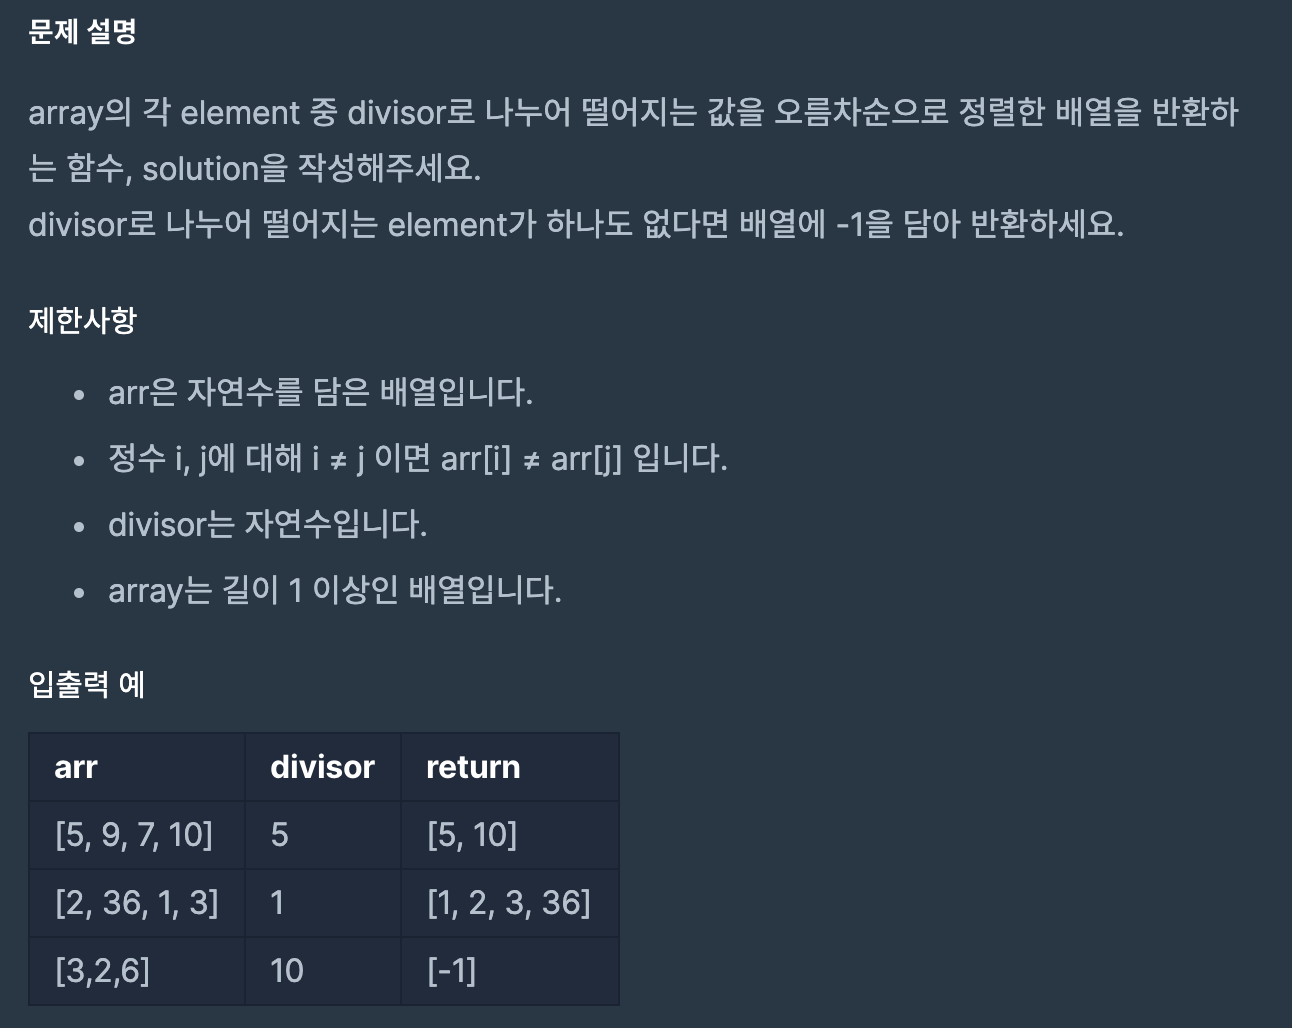 문제 설명
array의 각 element 중 divisor로 나누어 떨어지는 값을 오름차순으로 정렬한 배열을 반환하
는 함수, solution을 작성해주세요.
divisor로 나누어 떨어지는 element가 하나도 없다면 배열에 -1을 담아 반환하세요.
제한사항
• arr은 자연수를 담은 배열입니다.
• 정수 i, j에 대해 i ≠ j 이면 arr[i] ≠ arr[j] 입니다.
• divisor는 자연수입니다.
• array는 길이 1 이상인 배열입니다.
입출력 예
arr divisor return
[5, 9, 7, 10] 5 [5, 10]
[2, 36, 1, 3] 1 [1, 2, 3, 36]
[3,2,6] 10 [-1]